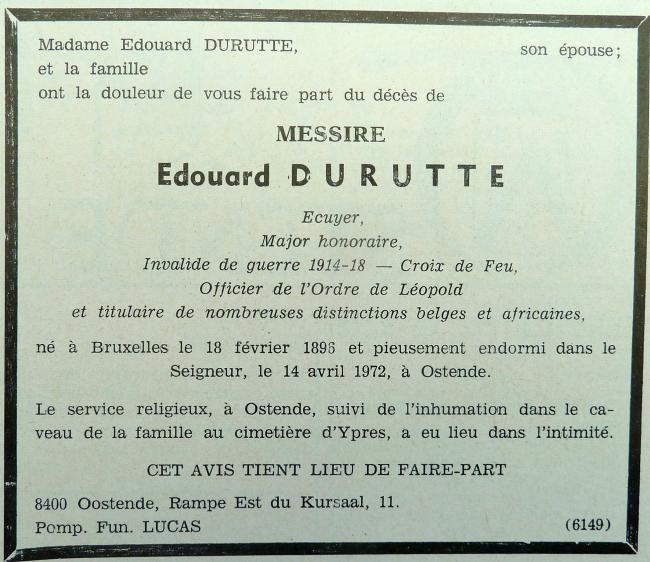 Madame Edouard DURUTTE, son épouse;
et la famille
ont la douleur de vous faire part du décès de
MESSIRE
Edouard DURUTTE
Ecuyer,
Major honoraire,
Invalide de guerre 1914-18 — Croix de Feu,
Officier de l'Ordre de Léopold
et titulaire de nombreuses distinctions belges et africaines,
né à Bruxelles le 18 février 1896 et pieusement endormi dans le
Seigneur, le 14 avril 1972, à Ostende.
Le service religieux, à Ostende, suivi de l'inhumation dans le ca-
veau de la famille au cimetière d'Ypres, a eu lieu dans l'intimité.
CET AVIS TIENT LIEU DE FAIRE-PART
8400 Oostende, Rampe Est du Kursaal, 11.
Pomp. Fun. LUCAS (6149)